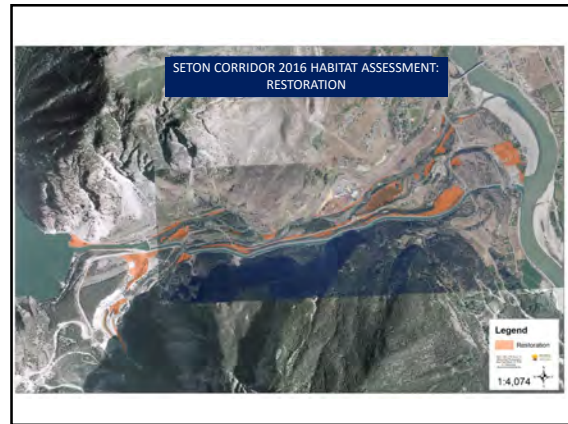 SETON CORRIDOR 2016 HABITAT ASSESSMENT:
RESTORATION
Legend
Restoration
1:4,074